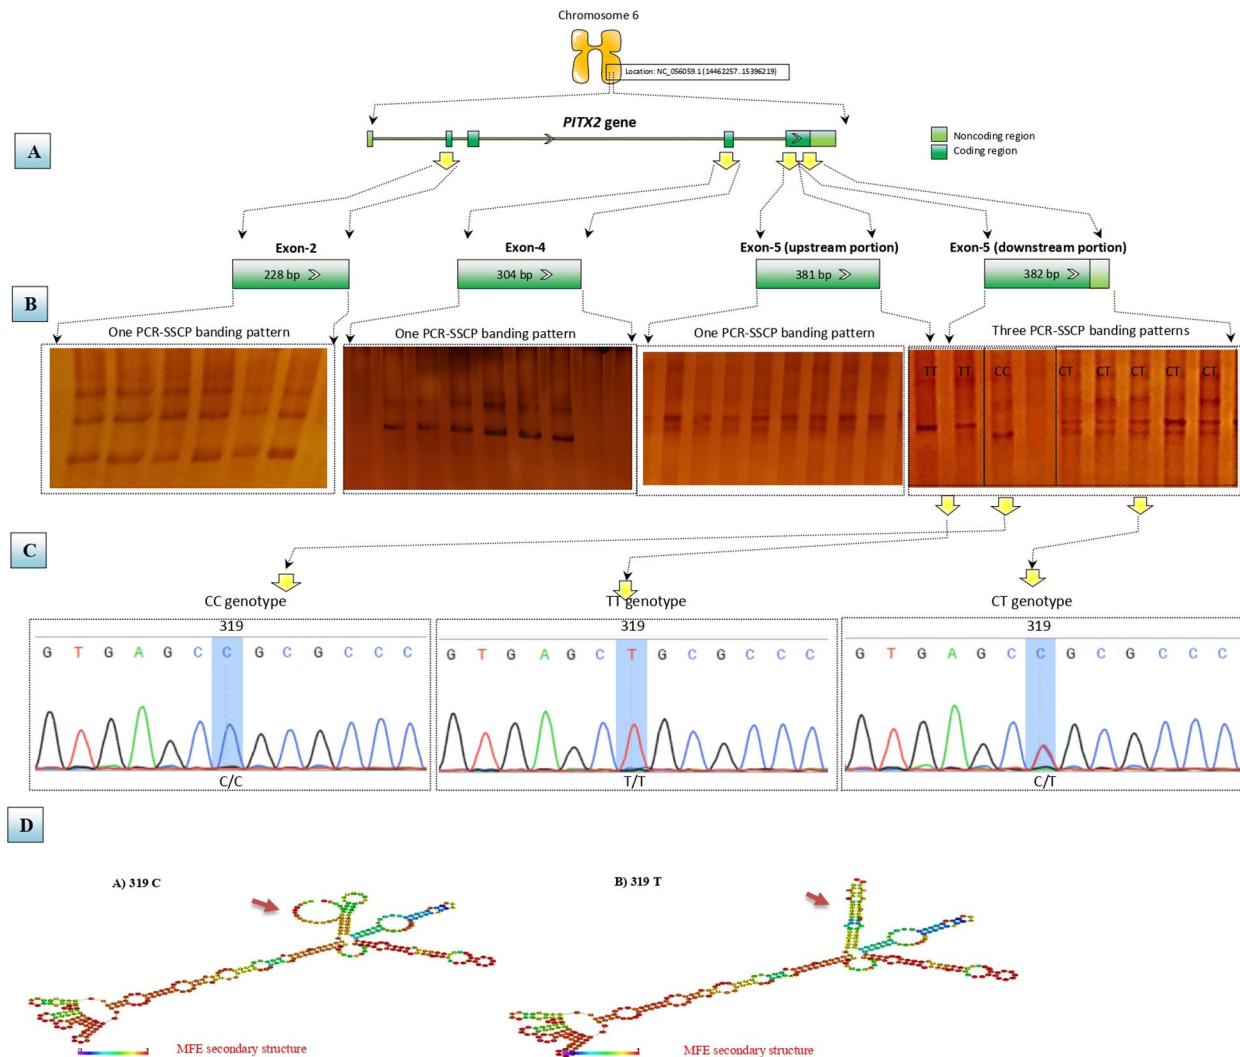 Chromosome 6
Location: NC_056059.1 (14462257..15396219)
A
PITX2 gene
Noncoding region
Coding region
Exon-2
Exon-4
Exon-5 (upstream portion)
Exon-5 (downstream portion)
228 bp
304 bp
381 bp
382 bp
B
One PCR-SSCP banding pattern
One PCR-SSCP banding pattern
One PCR-SSCP banding pattern
Three PCR-SSCP banding patterns
TT TT CC CT CT CT CT CT
C
CC genotype
TT genotype
CT genotype
319
319
319
G T G A G C C G C G C C C
G T G A G C T G C G C C C
G T G A G C C G C G C C C
C/C
T/T
C/T
D
A) 319 C
B) 319 T
MFE secondary structure
MFE secondary structure